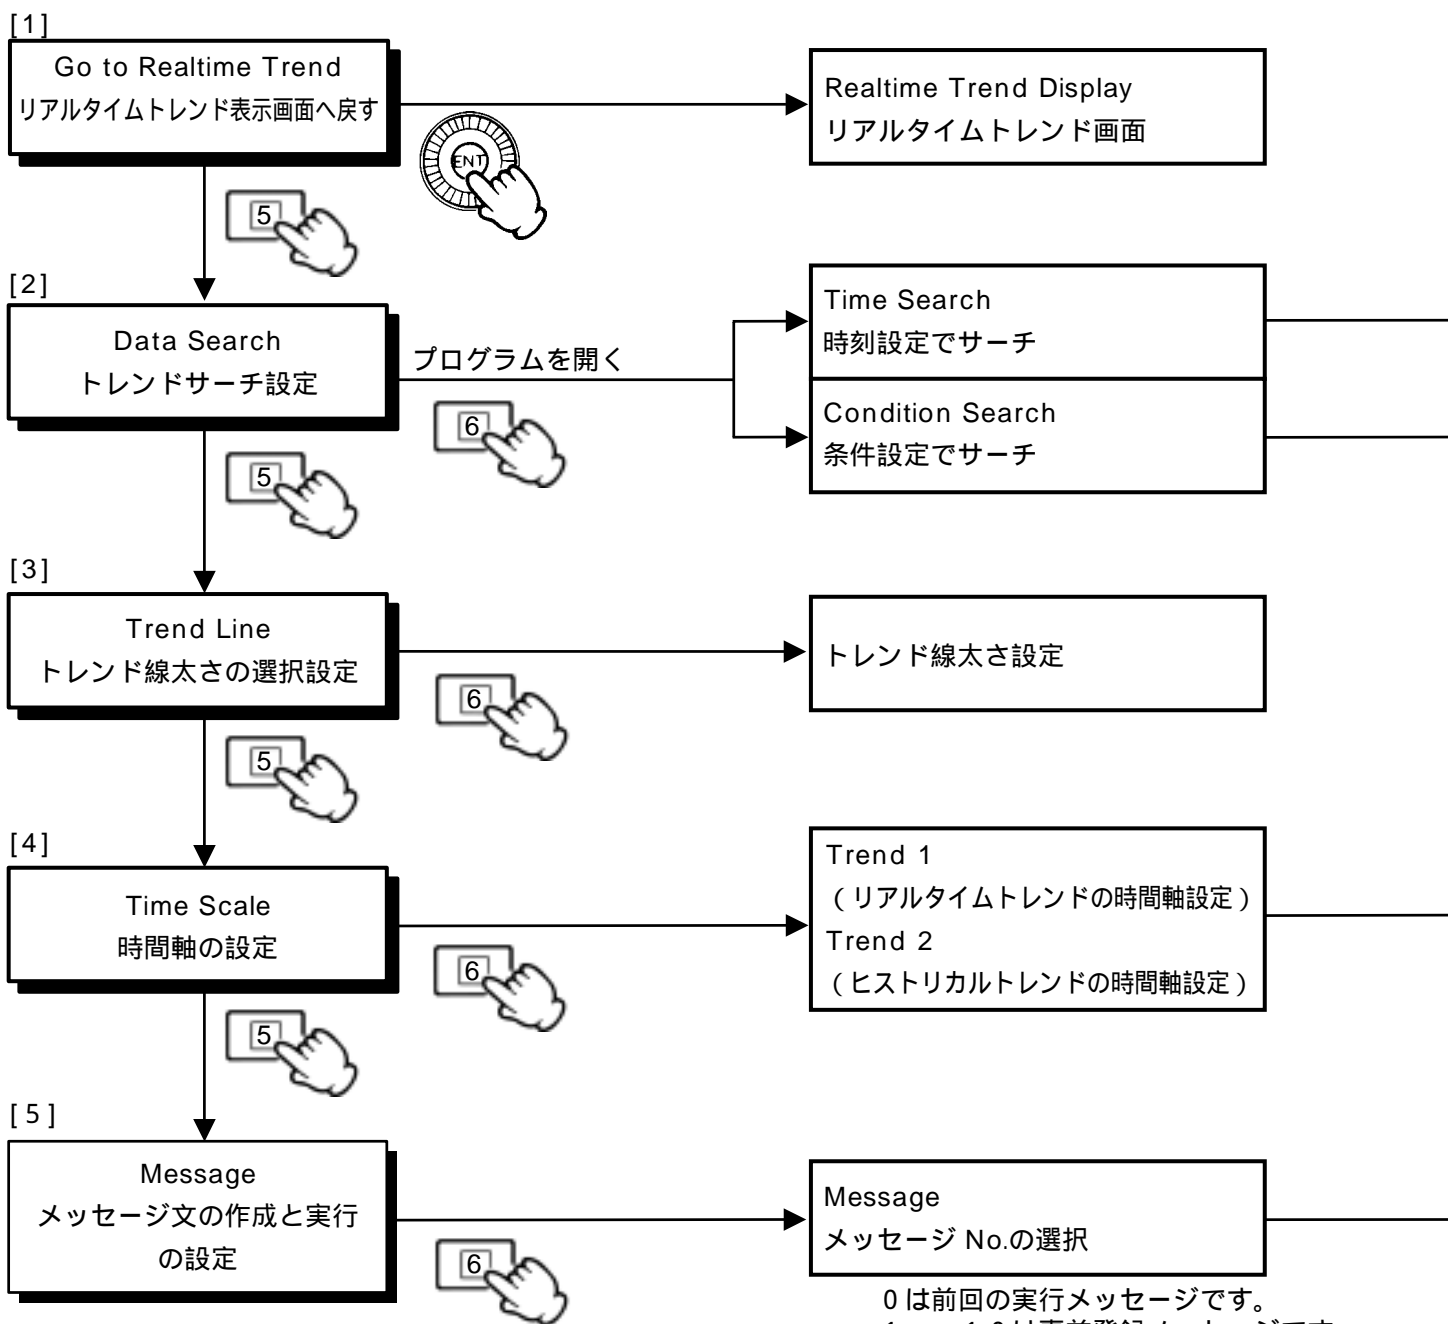 [1]
Go to Realtime Trend
リアルタイムトレンド表示画面へ戻す
ENT
Realtime Trend Display
リアルタイムトレンド画面
5
[2]
Data Search
トレンドサーチ設定
プログラムを開く
6
Time Search
時刻設定でサーチ
Condition Search
条件設定でサーチ
5
[3]
Trend Line
トレンド線太さの選択設定
6
トレンド線太さ設定
5
[4]
Time Scale
時間軸の設定
6
Trend 1
(リアルタイムトレンドの時間軸設定)
Trend 2
(ヒストリカルトレンドの時間軸設定)
5
[5]
Message
メッセージ文の作成と実行
の設定
6
Message
メッセージ No.の選択
0は前回の実行メッセージです。